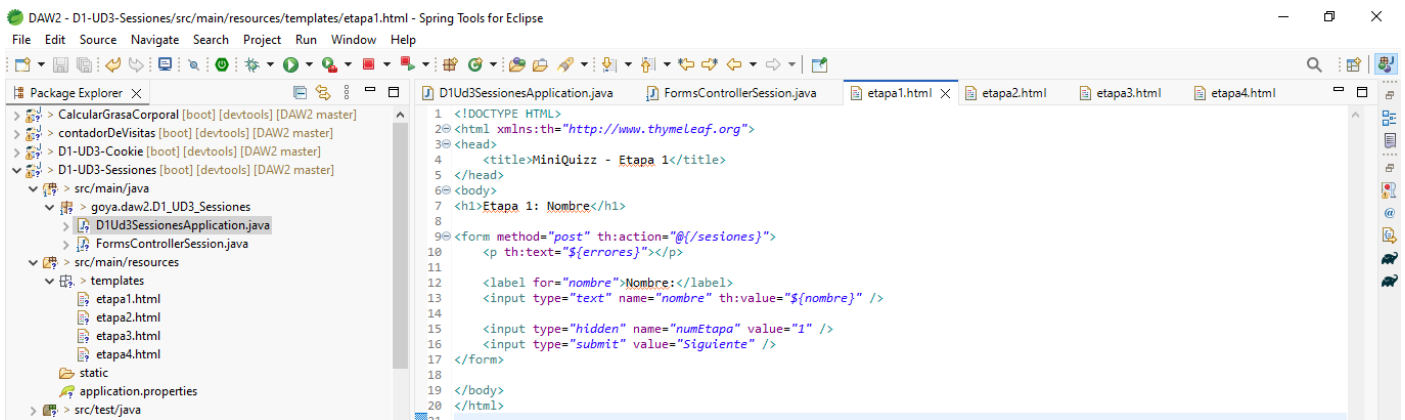 DAW2 - D1-UD3-Sessiones/src/main/resources/templates/etapa1.html - Spring Tools for Eclipse
File Edit Source Navigate Search Project Run Window Help
Package Explorer
> CalcularGrasaCorporal [boot] [devtools] [DAW2 master]
> contadorDeVisitas [boot] [devtools] [DAW2 master]
> D1-UD3-Cookie [boot] [devtools] [DAW2 master]
> D1-UD3-Sessiones [boot] [devtools] [DAW2 master]
> src/main/java
> goya.daw2.D1_UD3_Sessiones
D1Ud3SessionesApplication.java
FormsControllerSession.java
> src/main/resources
> templates
etapa1.html
etapa2.html
etapa3.html
etapa4.html
static
application.properties
> src/test/java
D1Ud3SessionesApplication.java FormsControllerSession.java etapa1.html etapa2.html etapa3.html etapa4.html
1 <!DOCTYPE HTML>
2 <html xmlns:th="http://www.thymeleaf.org">
3 <head>
4 <title>MiniQuizz - Etapa 1</title>
5 </head>
6 <body>
7 <h1>Etapa 1: Nombre</h1>
8
9 <form method="post" th:action="@{/sesiones}">
10 <p th:text="${errores}"></p>
11
12 <label for="nombre">Nombre:</label>
13 <input type="text" name="nombre" th:value="${nombre}" />
14
15 <input type="hidden" name="numEtapa" value="1" />
16 <input type="submit" value="Siguiente" />
17 </form>
18
19 </body>
20 </html>
21